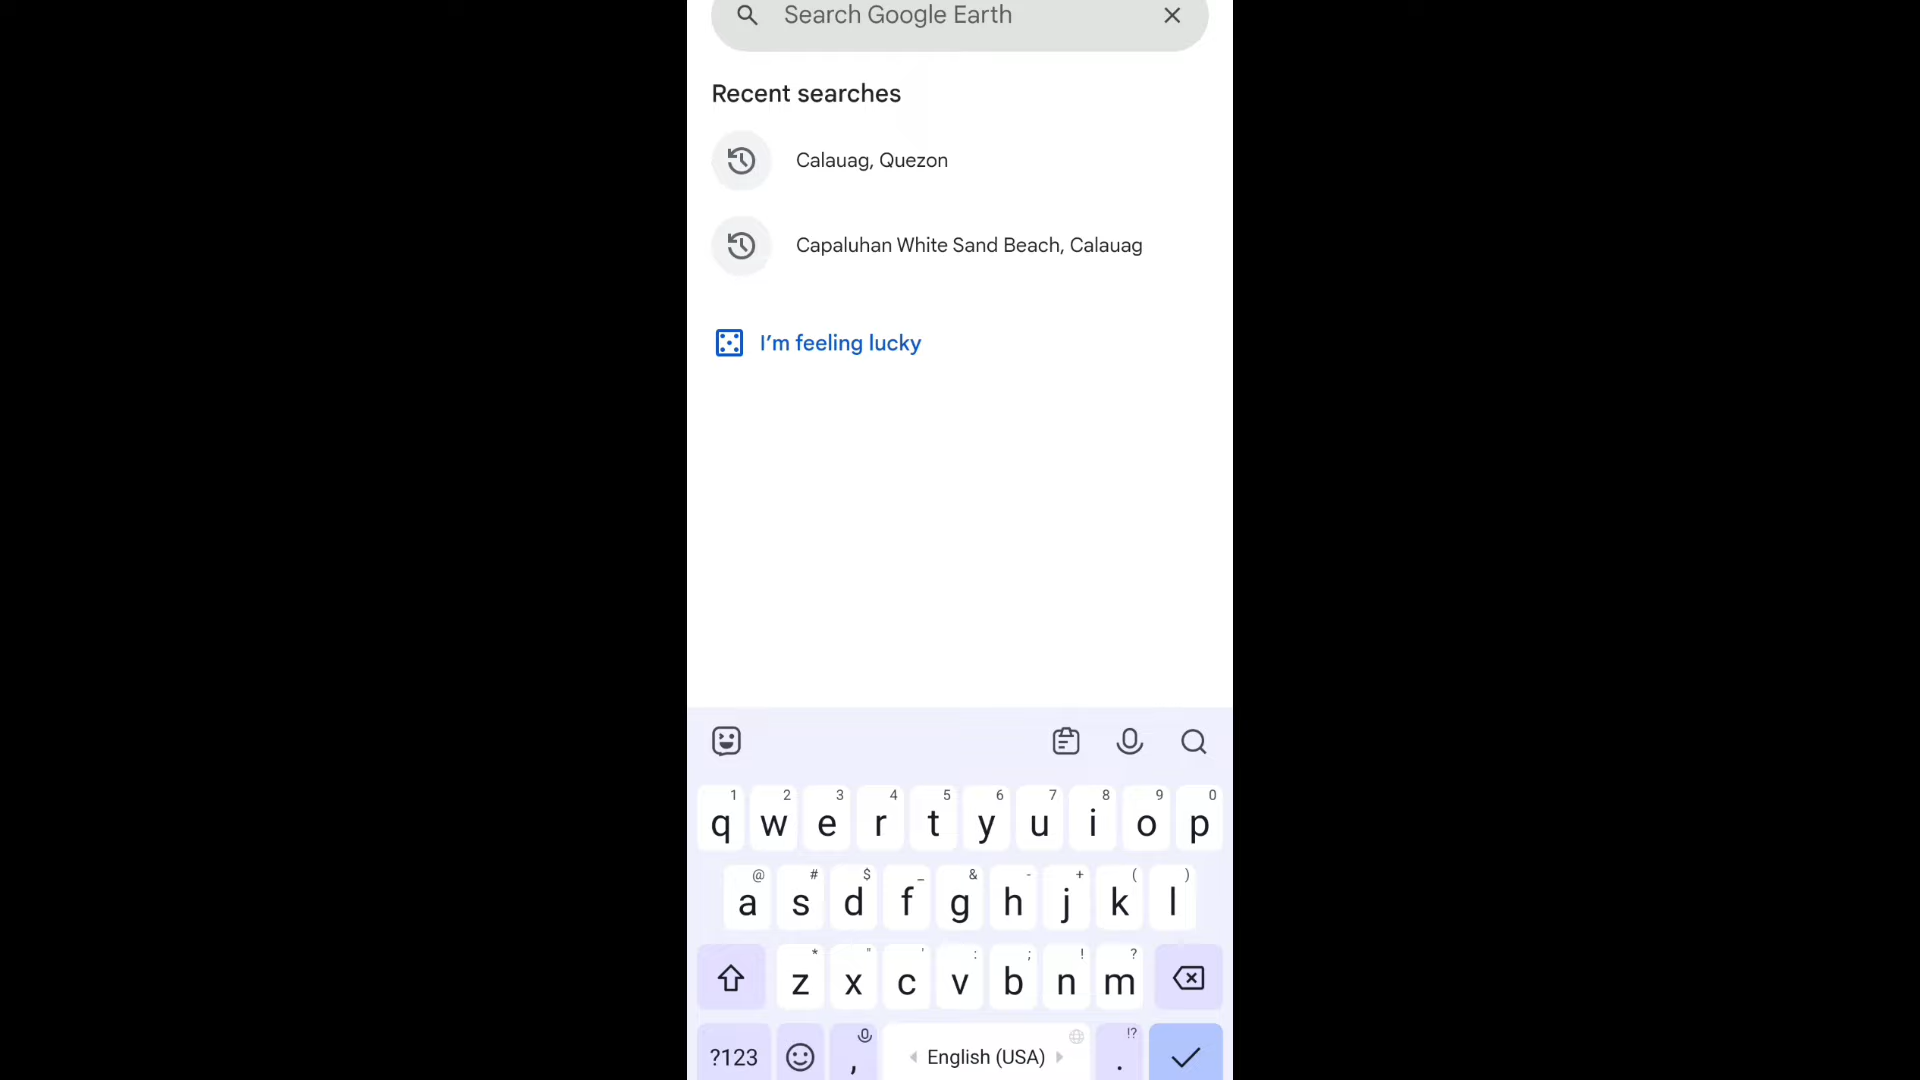 Search Google Earth
Recent searches
Calauag, Quezon
Capaluhan White Sand Beach, Calauag
I'm feeling lucky
1 2 3 4 5 6 7 8 9 0
q w e r t y u i o p
@ # $ _ & - + ( )
a s d f g h j k l
* " ' : ; ! ?
z x c v b n m
!?
?123 , English (USA) .